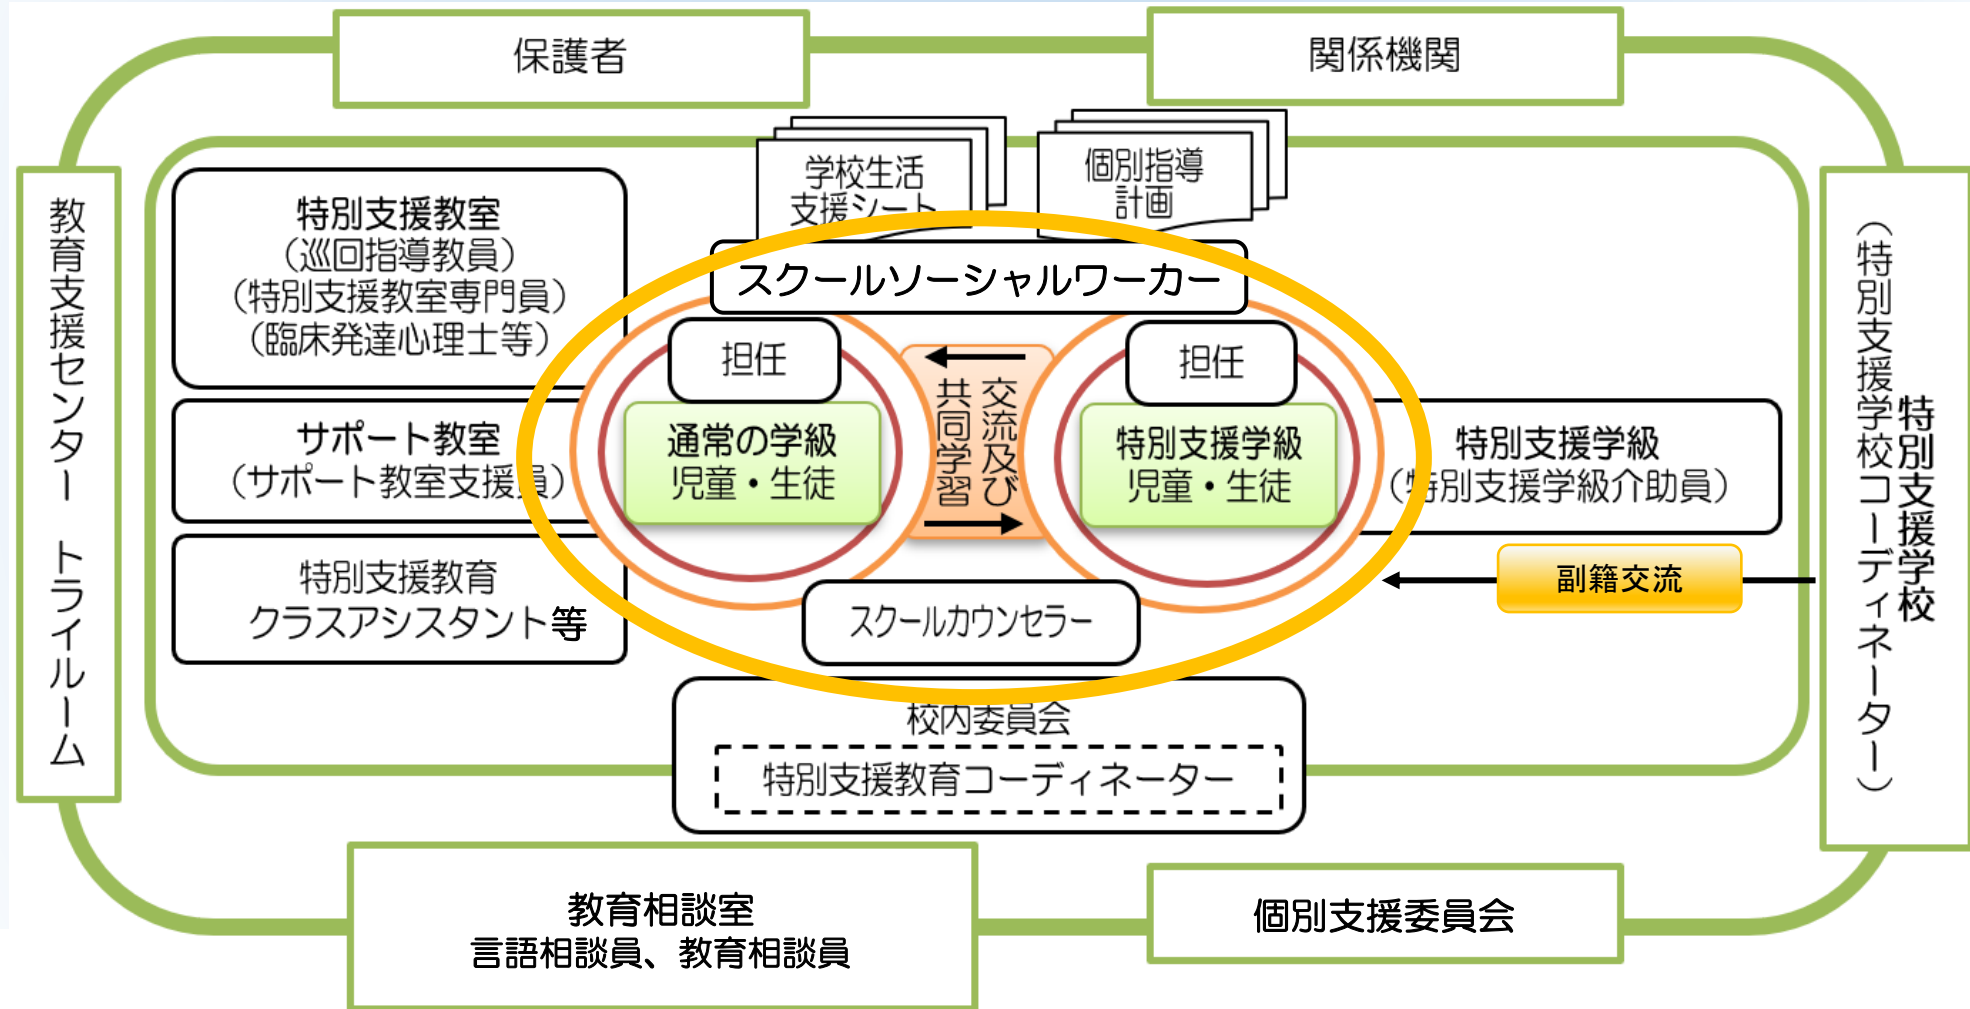 保護者
関係機関
教育支援センター　トライルーム
学校生活
支援シート
個別指導
計画
特別支援教室
（巡回指導教員）
（特別支援教室専門員）
（臨床発達心理士等）
スクールソーシャルワーカー
担任
通常の学級
児童・生徒
交流及び
共同学習
担任
特別支援学級
児童・生徒
サポート教室
（サポート教室支援員）
特別支援学級
（特別支援学級介助員）
特別支援教育
クラスアシスタント等
スクールカウンセラー
副籍交流
特別支援学校
（特別支援学校コーディネーター）
校内委員会
特別支援教育コーディネーター
教育相談室
言語相談員、教育相談員
個別支援委員会